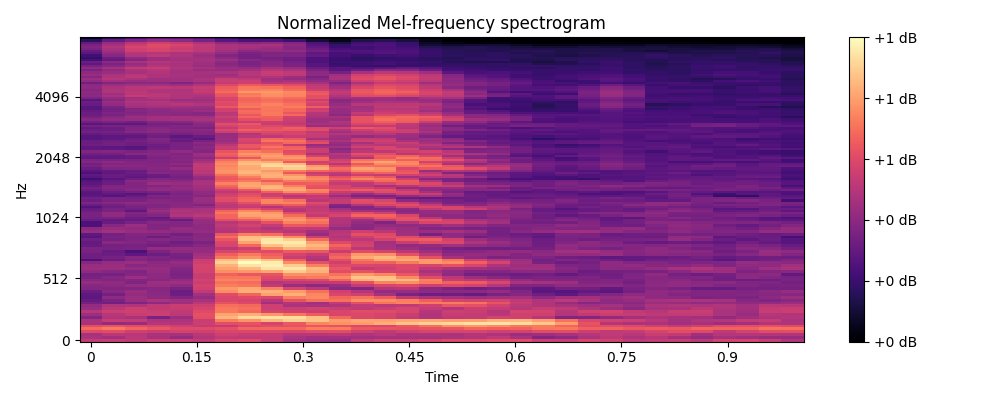 Normalized Mel-frequency spectrogram
Hz
4096
2048
1024
512
0
0 0.15 0.3 0.45 0.6 0.75 0.9
Time
+1 dB
+1 dB
+1 dB
+0 dB
+0 dB
+0 dB